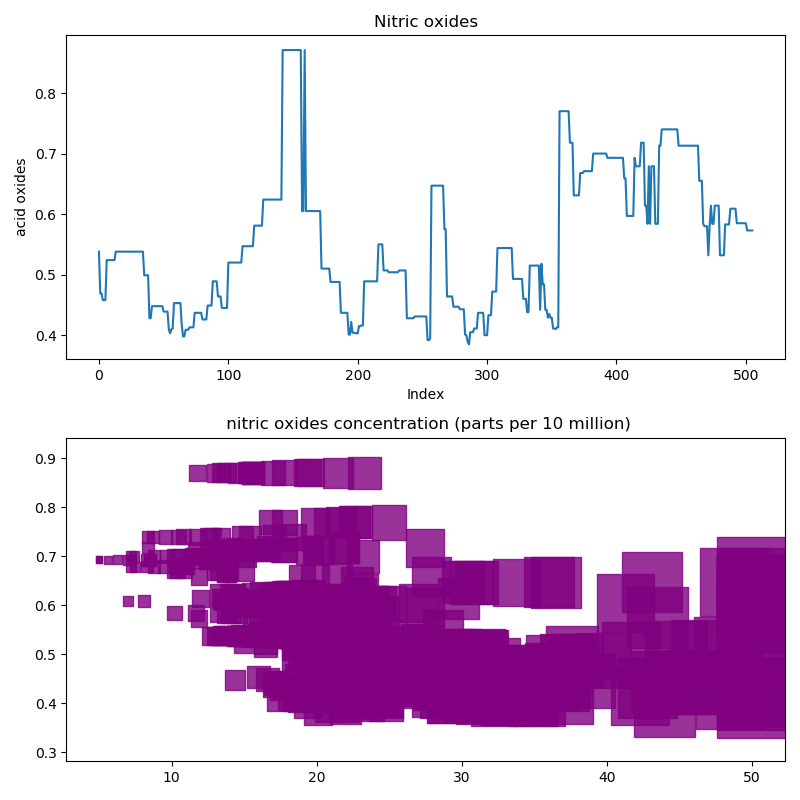 Nitric oxides
0.8
0.7
0.6
0.5
0.4
acid oxides
0 100 200 300 400 500
Index
nitric oxides concentration (parts per 10 million)
0.9
0.8
0.7
0.6
0.5
0.4
0.3
10 20 30 40 50